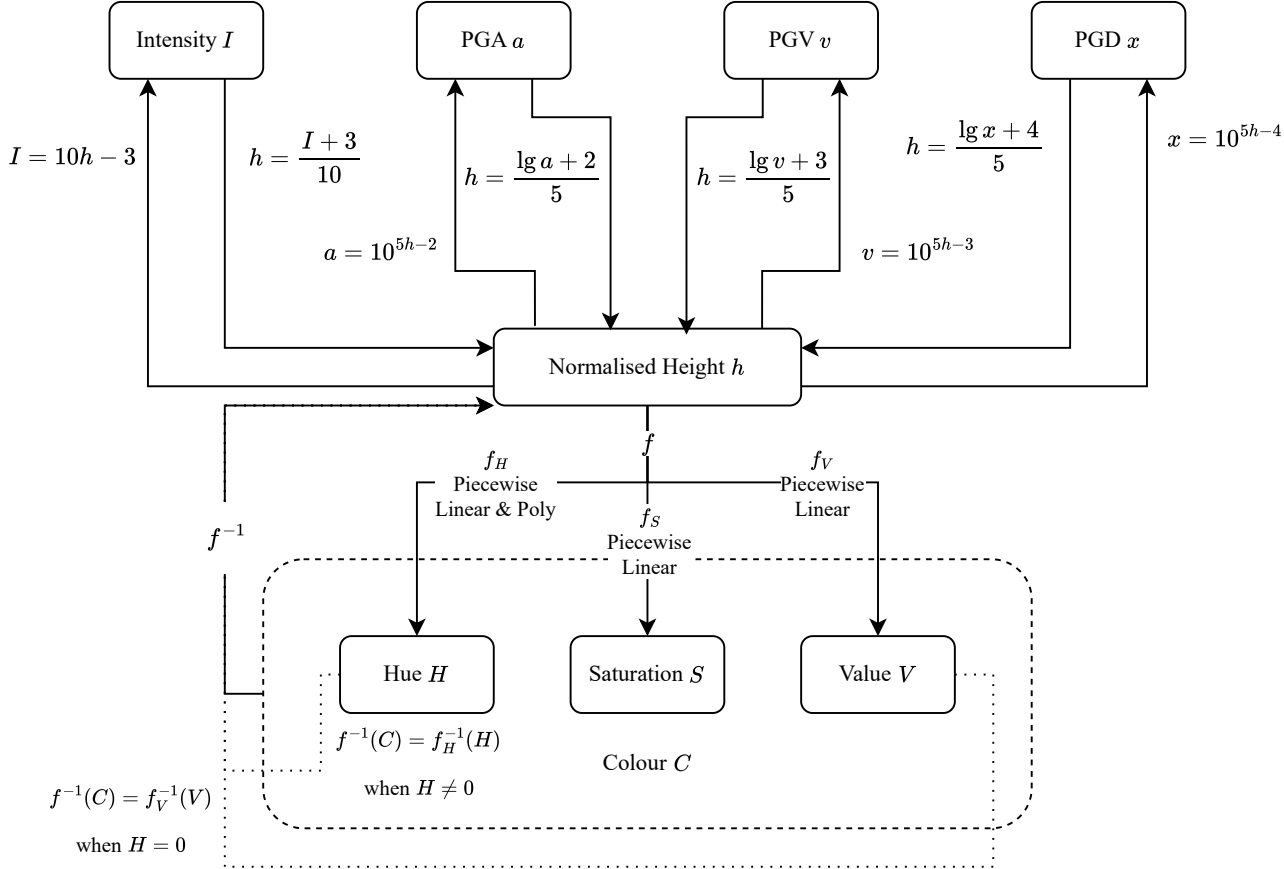 Intensity I
PGA a
PGV v
PGD x
I = 10h − 3
h = (I + 3)/10
h = (lg a + 2)/5
h = (lg v + 3)/5
h = (lg x + 4)/5
x = 10^{5h−4}
a = 10^{5h−2}
v = 10^{5h−3}
Normalised Height h
f
f_H
Piecewise
Linear & Poly
f_S
Piecewise
Linear
f_V
Piecewise
Linear
f^{−1}
Hue H
Saturation S
Value V
f^{−1}(C) = f_H^{−1}(H)
when H ≠ 0
Colour C
f^{−1}(C) = f_V^{−1}(V)
when H = 0